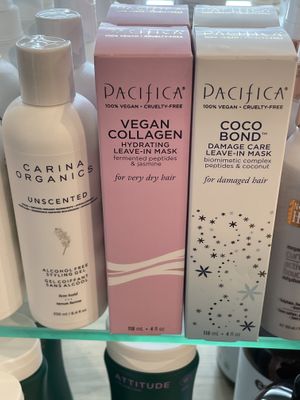 CARINA
ORGANICS
UNSCENTED
ALCOHOL FREE
STYLING GEL
GEL COIFFANT
SANS ALCOOL
PACIFICA
100% VEGAN • CRUELTY-FREE
VEGAN
COLLAGEN
HYDRATING
LEAVE-IN MASK
fermented peptides
& jasmine
for very dry hair
118 mL • 4 fl oz
PACIFICA
100% VEGAN • CRUELTY-FREE
COCO
BOND™
DAMAGE CARE
LEAVE-IN MASK
biomimetic complex
peptides & coconut
for damaged hair
118 mL • 4 fl oz
ATTITUDE